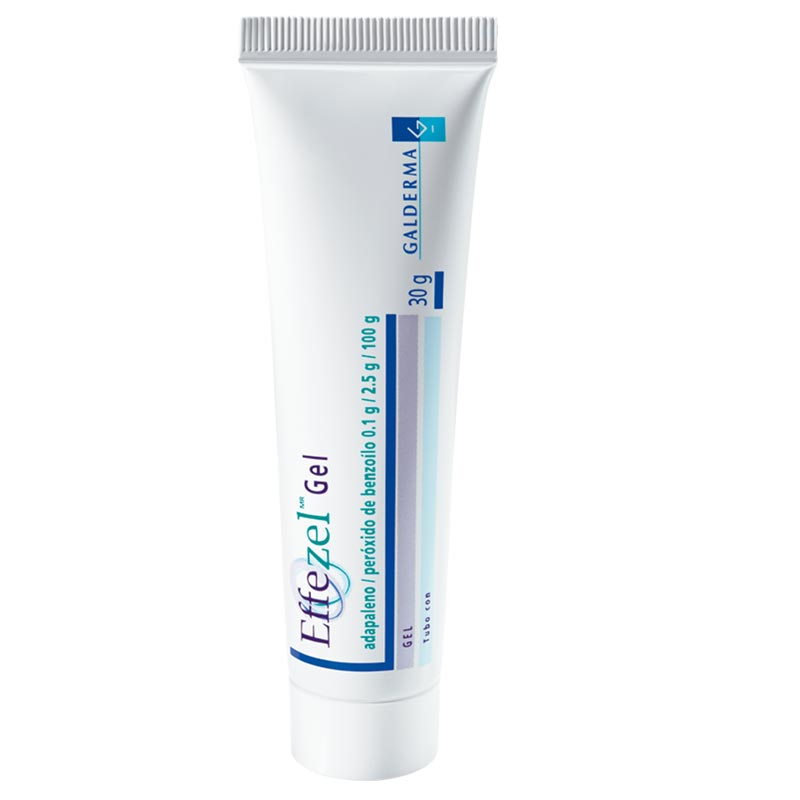 Effezel MR Gel
adapaleno / peróxido de benzoilo 0.1 g / 2.5 g / 100 g
GEL
Tubo con 30 g
GALDERMA